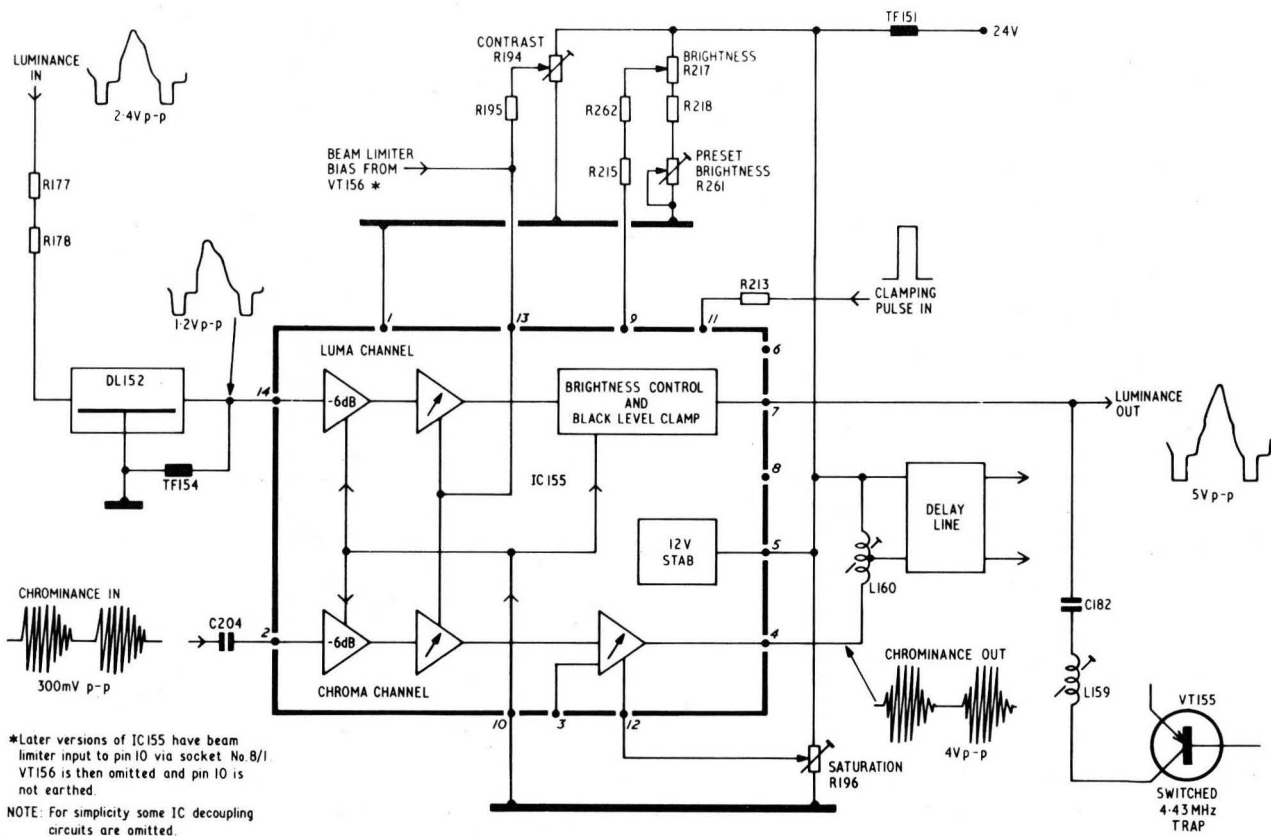 TF151
24V
CONTRAST
R194
BRIGHTNESS
R217
LUMINANCE
IN
2·4V p-p
R195
R262
R218
BEAM LIMITER
BIAS FROM
VT156 *
R215
PRESET
BRIGHTNESS
R261
R177
R178
R213
CLAMPING
PULSE IN
1·2V p-p
1
13
9
11
6
LUMA CHANNEL
DL152
14
-6dB
BRIGHTNESS CONTROL
AND
BLACK LEVEL CLAMP
7
LUMINANCE
OUT
TF154
IC155
8
5V p-p
DELAY
LINE
12V
STAB
5
L160
CHROMINANCE IN
C204
2
-6dB
4
C182
300mV p-p
CHROMA CHANNEL
CHROMINANCE OUT
L159
10
3
12
VT155
4V p-p
*Later versions of IC155 have beam
limiter input to pin 10 via socket No.8/1
VT156 is then omitted and pin 10 is
not earthed.
SATURATION
R196
SWITCHED
4·43MHz
TRAP
NOTE: For simplicity some IC decoupling
circuits are omitted.